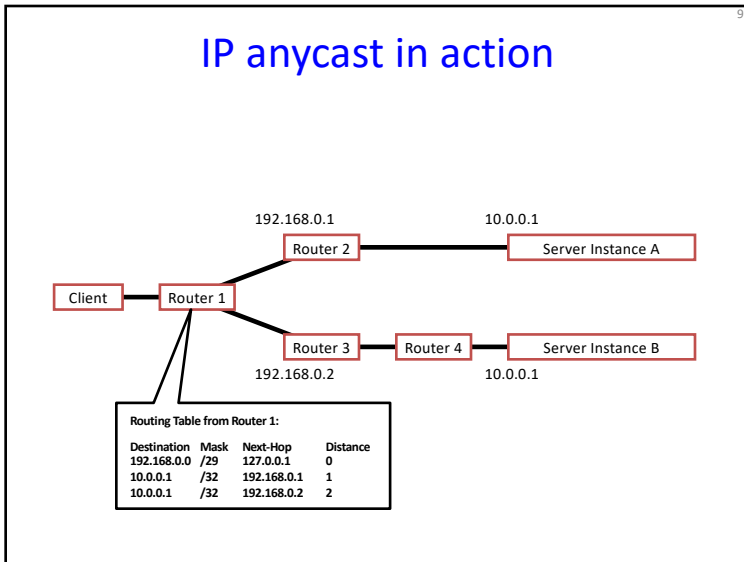 9
IP anycast in action
192.168.0.1 10.0.0.1
Router 2 Server Instance A
Client Router 1
Router 3 Router 4 Server Instance B
192.168.0.2 10.0.0.1
Routing Table from Router 1:
Destination Mask Next-Hop Distance
192.168.0.0 /29 127.0.0.1 0
10.0.0.1 /32 192.168.0.1 1
10.0.0.1 /32 192.168.0.2 2